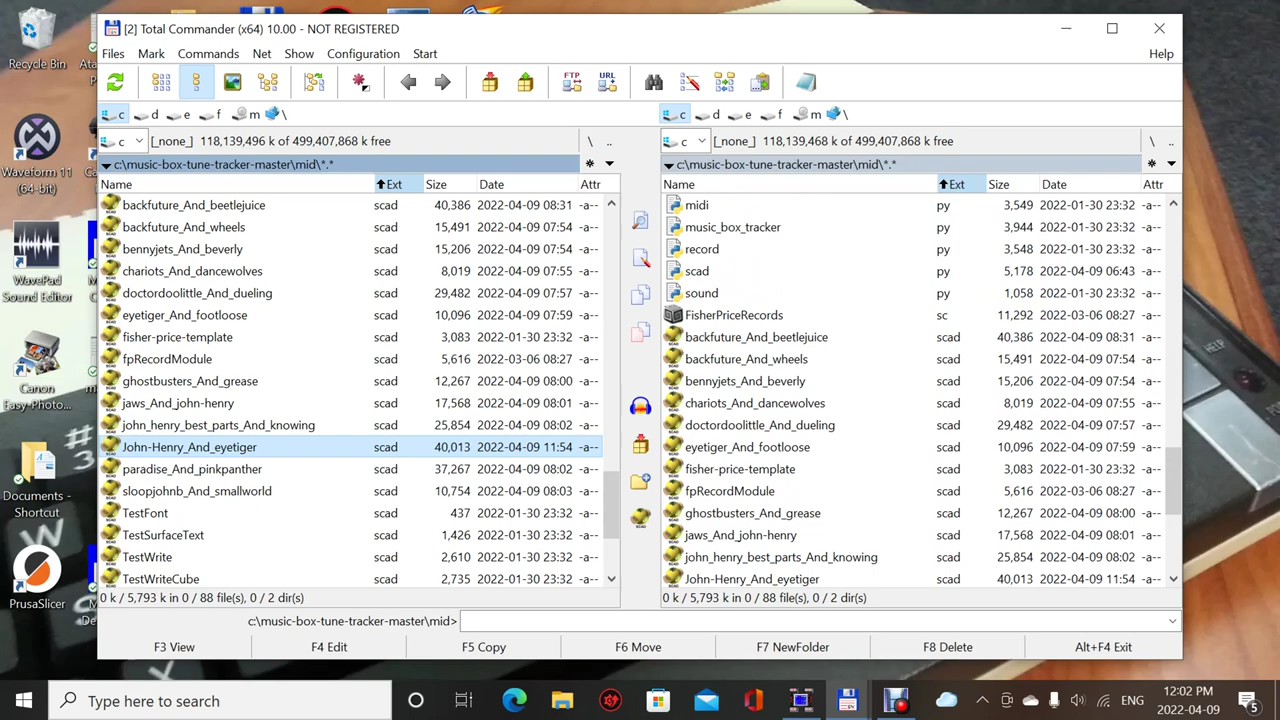 [2] Total Commander (x64) 10.00 - NOT REGISTERED
Files Mark Commands Net Show Configuration Start Help
FTP URL
c d e f m \
c d e f m \
c [_none_] 118,139,496 k of 499,407,868 k free \ ..
c [_none_] 118,139,468 k of 499,407,868 k free \ ..
c:\music-box-tune-tracker-master\mid\*.*
c:\music-box-tune-tracker-master\mid\*.*
Name Ext Size Date Attr
backfuture_And_beetlejuice scad 40,386 2022-04-09 08:31 -a--
backfuture_And_wheels scad 15,491 2022-04-09 07:54 -a--
bennyjets_And_beverly scad 15,206 2022-04-09 07:54 -a--
chariots_And_dancewolves scad 8,019 2022-04-09 07:55 -a--
doctordoolittle_And_dueling scad 29,482 2022-04-09 07:57 -a--
eyetiger_And_footloose scad 10,096 2022-04-09 07:59 -a--
fisher-price-template scad 3,083 2022-01-30 23:32 -a--
fpRecordModule scad 5,616 2022-03-06 08:27 -a--
ghostbusters_And_grease scad 12,267 2022-04-09 08:00 -a--
jaws_And_john-henry scad 17,568 2022-04-09 08:01 -a--
john_henry_best_parts_And_knowing scad 25,854 2022-04-09 08:02 -a--
John-Henry_And_eyetiger scad 40,013 2022-04-09 11:54 -a--
paradise_And_pinkpanther scad 37,267 2022-04-09 08:02 -a--
sloopjohnb_And_smallworld scad 10,754 2022-04-09 08:03 -a--
TestFont scad 437 2022-01-30 23:32 -a--
TestSurfaceText scad 1,426 2022-01-30 23:32 -a--
TestWrite scad 2,610 2022-01-30 23:32 -a--
TestWriteCube scad 2,735 2022-01-30 23:32 -a--
0 k / 5,793 k in 0 / 88 file(s), 0 / 2 dir(s)
Name Ext Size Date Attr
midi py 3,549 2022-01-30 23:32 -a--
music_box_tracker py 3,944 2022-01-30 23:32 -a--
record py 3,548 2022-01-30 23:32 -a--
scad py 5,178 2022-04-09 06:43 -a--
sound py 1,058 2022-01-30 23:32 -a--
FisherPriceRecords sc 11,292 2022-03-06 08:27 -a--
backfuture_And_beetlejuice scad 40,386 2022-04-09 08:31 -a--
backfuture_And_wheels scad 15,491 2022-04-09 07:54 -a--
bennyjets_And_beverly scad 15,206 2022-04-09 07:54 -a--
chariots_And_dancewolves scad 8,019 2022-04-09 07:55 -a--
doctordoolittle_And_dueling scad 29,482 2022-04-09 07:57 -a--
eyetiger_And_footloose scad 10,096 2022-04-09 07:59 -a--
fisher-price-template scad 3,083 2022-01-30 23:32 -a--
fpRecordModule scad 5,616 2022-03-06 08:27 -a--
ghostbusters_And_grease scad 12,267 2022-04-09 08:00 -a--
jaws_And_john-henry scad 17,568 2022-04-09 08:01 -a--
john_henry_best_parts_And_knowing scad 25,854 2022-04-09 08:02 -a--
John-Henry_And_eyetiger scad 40,013 2022-04-09 11:54 -a--
0 k / 5,793 k in 0 / 88 file(s), 0 / 2 dir(s)
c:\music-box-tune-tracker-master\mid>
F3 View F4 Edit F5 Copy F6 Move F7 NewFolder F8 Delete Alt+F4 Exit
Recycle Bin
Waveform 11
(64-bit)
WavePad
Sound Editor
Canon
Easy-Photo...
Documents -
Shortcut
PrusaSlicer
HELP
Type here to search
ENG
12:02 PM
2022-04-09
5